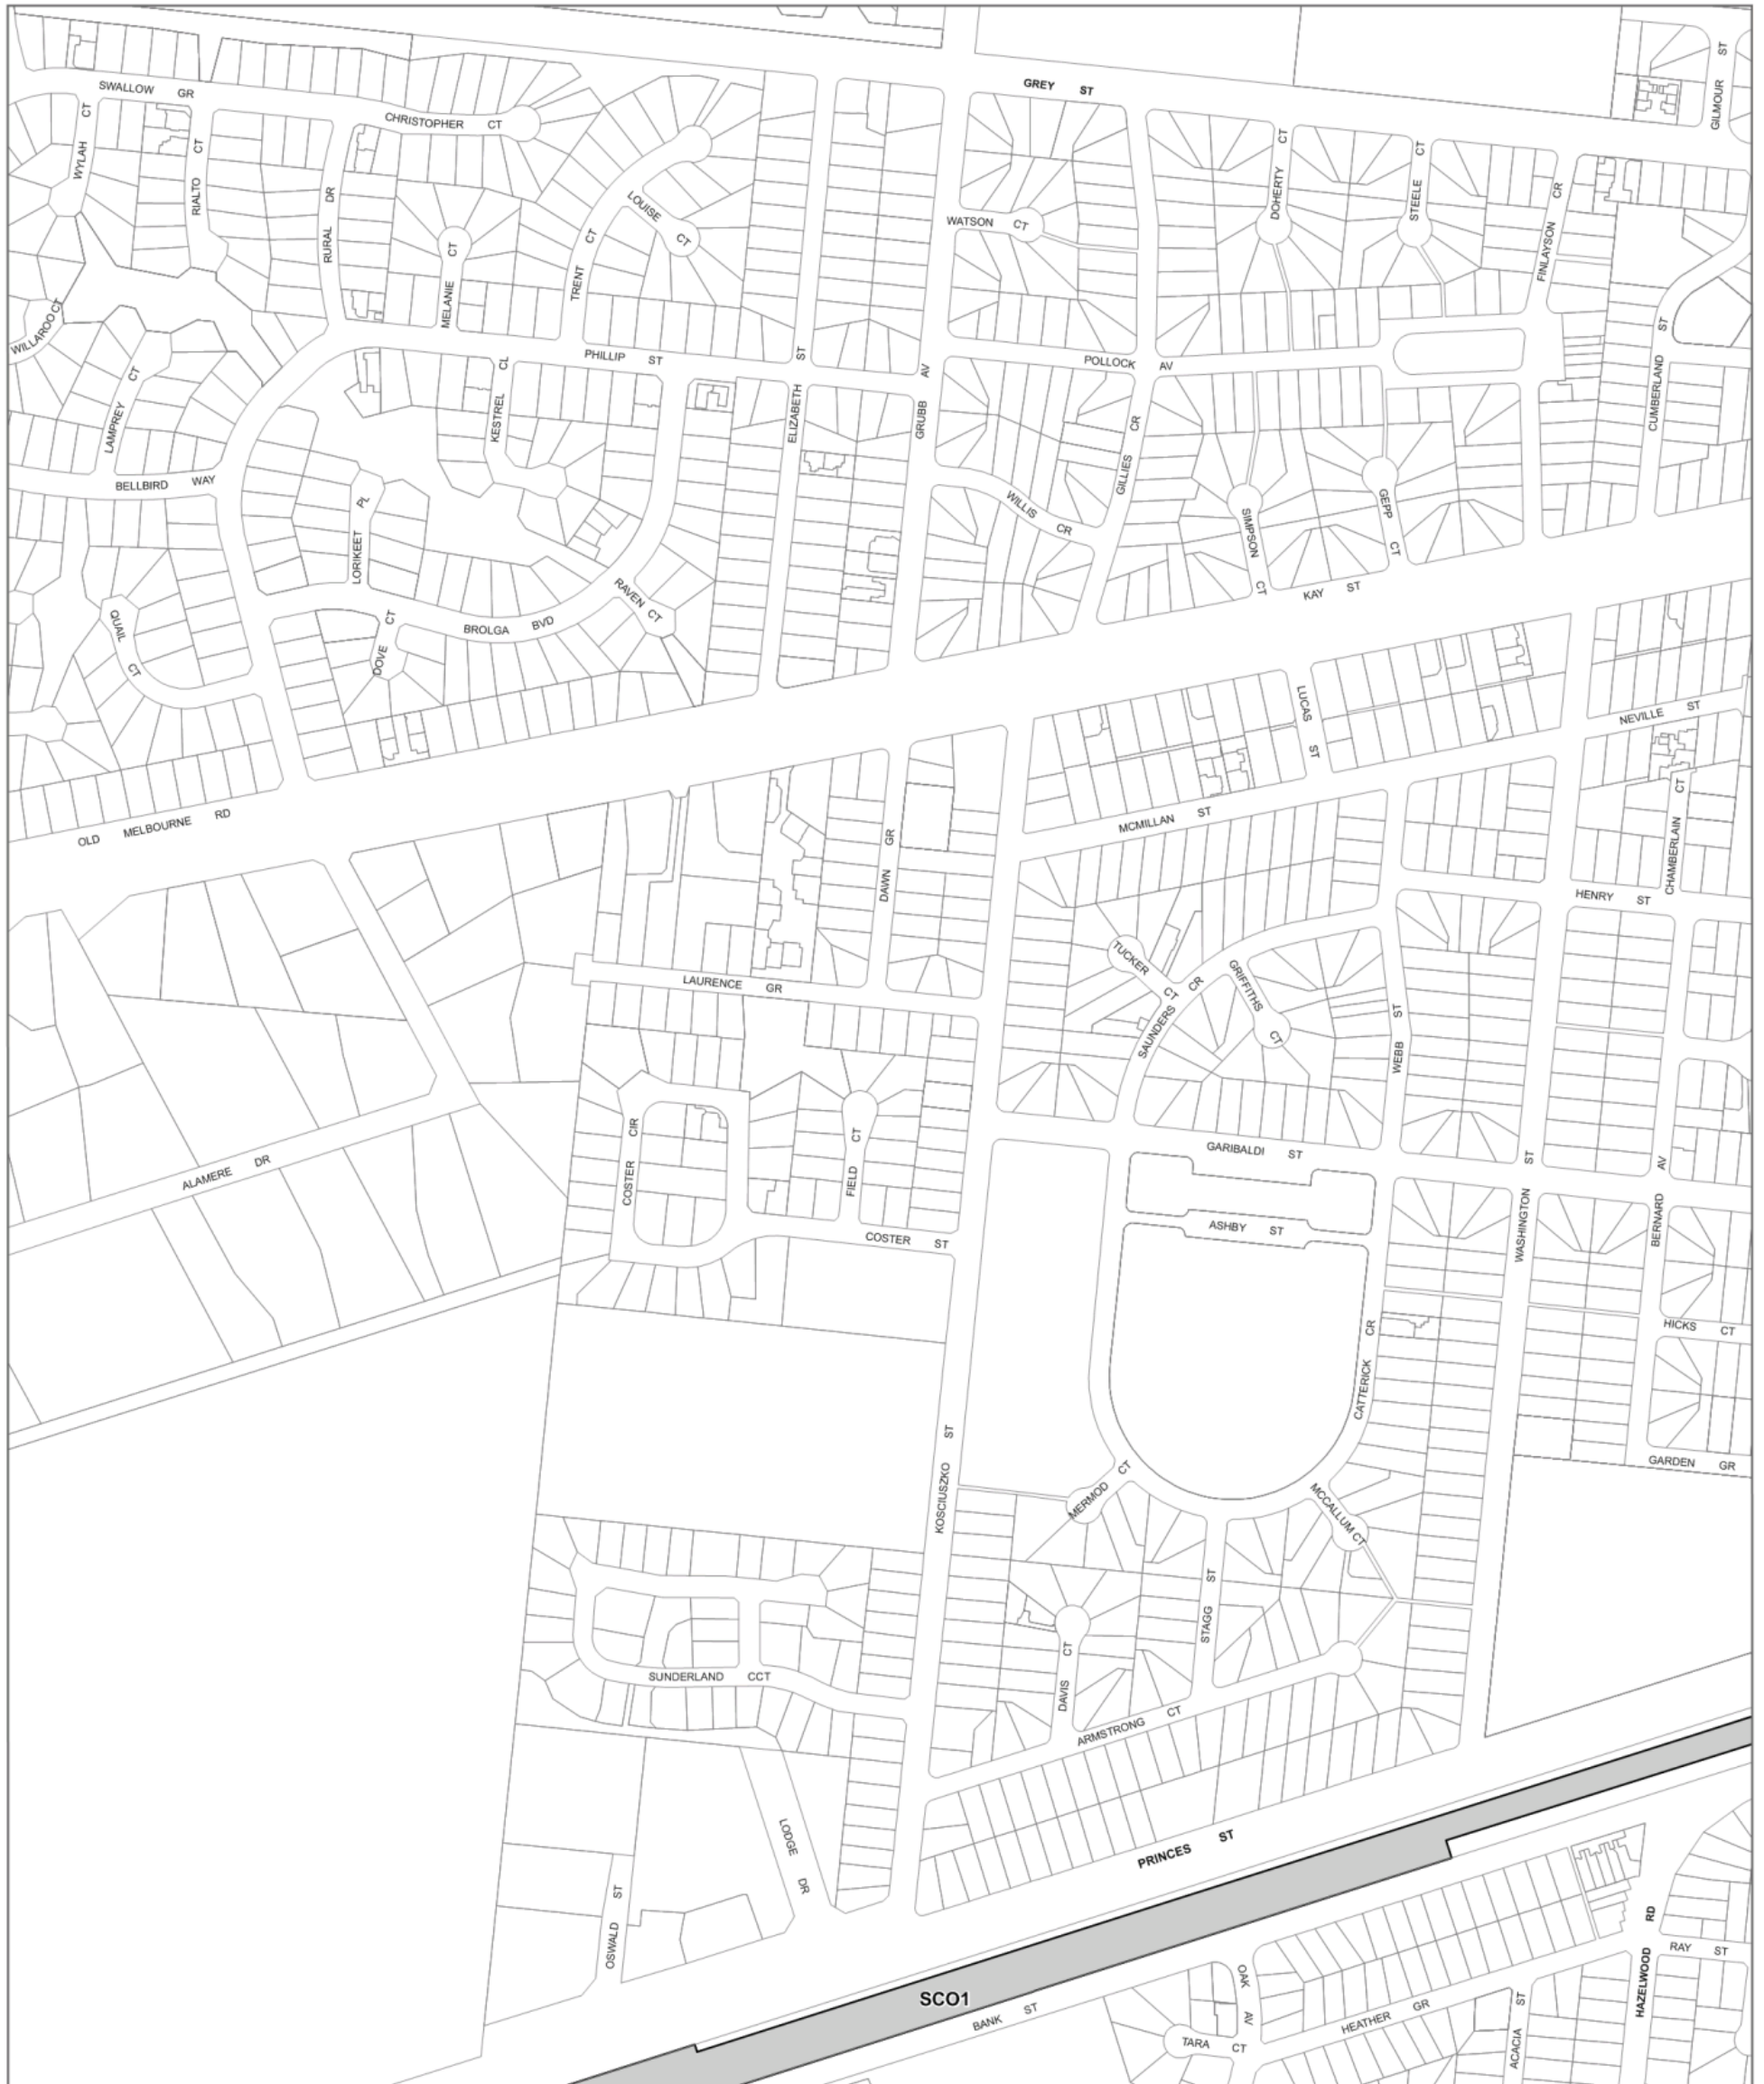 GREY ST
GILMOUR ST
SWALLOW GR
WYLAH CT
RIALTO CT
CHRISTOPHER CT
RURAL DR
MELANIE CT
LOUISE CT
TRENT CT
WATSON CT
DOHERTY CT
STEELE CT
FINLAYSON CR
WILLAROO CT
LAMPREY CT
KESTREL CL
PHILLIP ST
ELIZABETH ST
GRUBB AV
POLLOCK AV
GILLIES CR
CUMBERLAND ST
BELLBIRD WAY
LORIKEET PL
WILLIS CR
SIMPSON CT
GEPP CT
KAY ST
QUAIL CT
DOVE CT
BROLGA BVD
RAVEN CT
LUCAS ST
NEVILLE ST
OLD MELBOURNE RD
MCMILLAN ST
CHAMBERLAIN CT
DAWN GR
HENRY ST
TUCKER CT
SAUNDERS CR
GRIFFITHS CT
LAURENCE GR
WEBB ST
ALAMERE DR
COSTER CIR
FIELD CT
GARIBALDI ST
WASHINGTON ST
BERNARD AV
COSTER ST
ASHBY ST
HICKS CT
CATTERICK CR
KOSCIUSZKO ST
GARDEN GR
MERMOD CT
MCCALLUM CT
STAGG ST
DAVIS CT
SUNDERLAND CCT
ARMSTRONG CT
LODGE DR
OSWALD ST
PRINCES ST
SCO1
BANK ST
OAK AV
TARA CT
HEATHER GR
ACACIA ST
HAZELWOOD RD
RAY ST